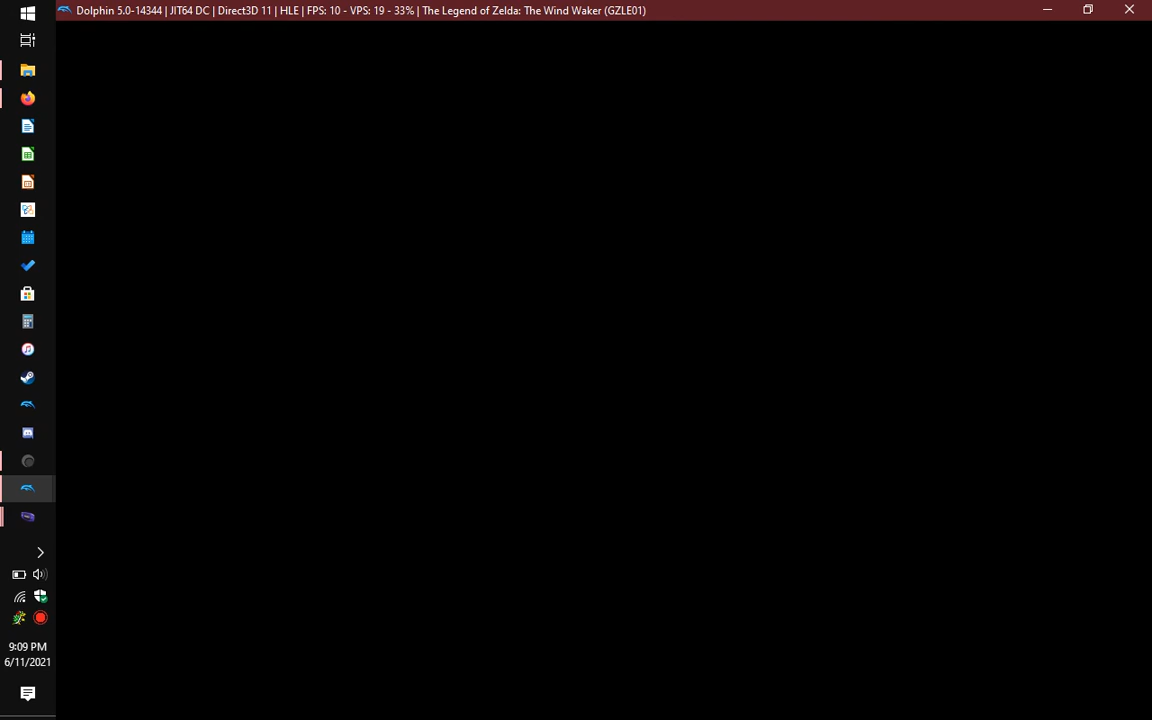 Dolphin 5.0-14344 | JIT64 DC | Direct3D 11 | HLE | FPS: 10 - VPS: 19 - 33% | The Legend of Zelda: The Wind Waker (GZLE01)
9:09 PM
6/11/2021